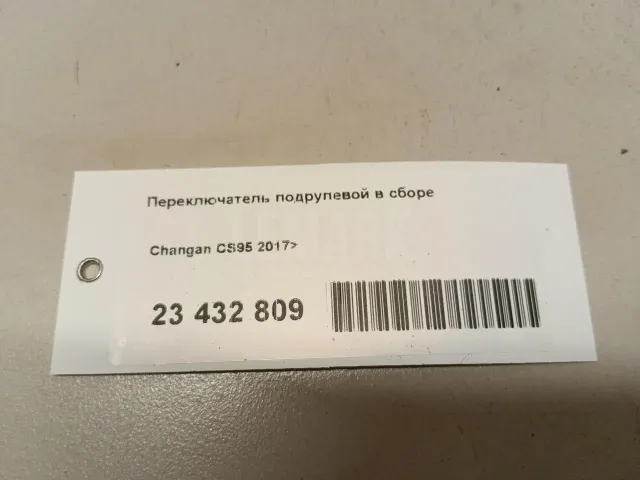 Переключатель подрулевой в сборе
Changan CS95 2017>
23 432 809